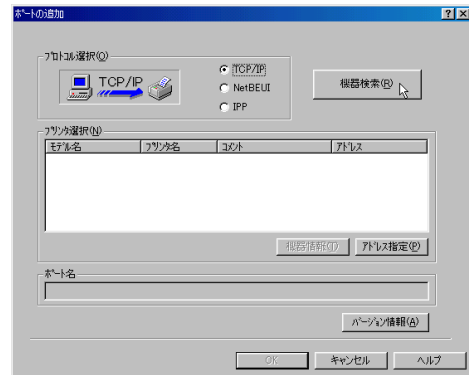 ﾎﾟｰﾄの追加
ﾌﾟﾛﾄｺﾙ選択(O)
TCP/IP
TCP/IP
NetBEUI
IPP
機器検索(R)
ﾌﾟﾘﾝﾀ選択(N)
ﾓﾃﾞﾙ名 ﾌﾟﾘﾝﾀ名 ｺﾒﾝﾄ ｱﾄﾞﾚｽ
機器情報(I) ｱﾄﾞﾚｽ指定(P)
ﾎﾟｰﾄ名
ﾊﾞｰｼﾞｮﾝ情報(A)
OK キャンセル ヘルプ